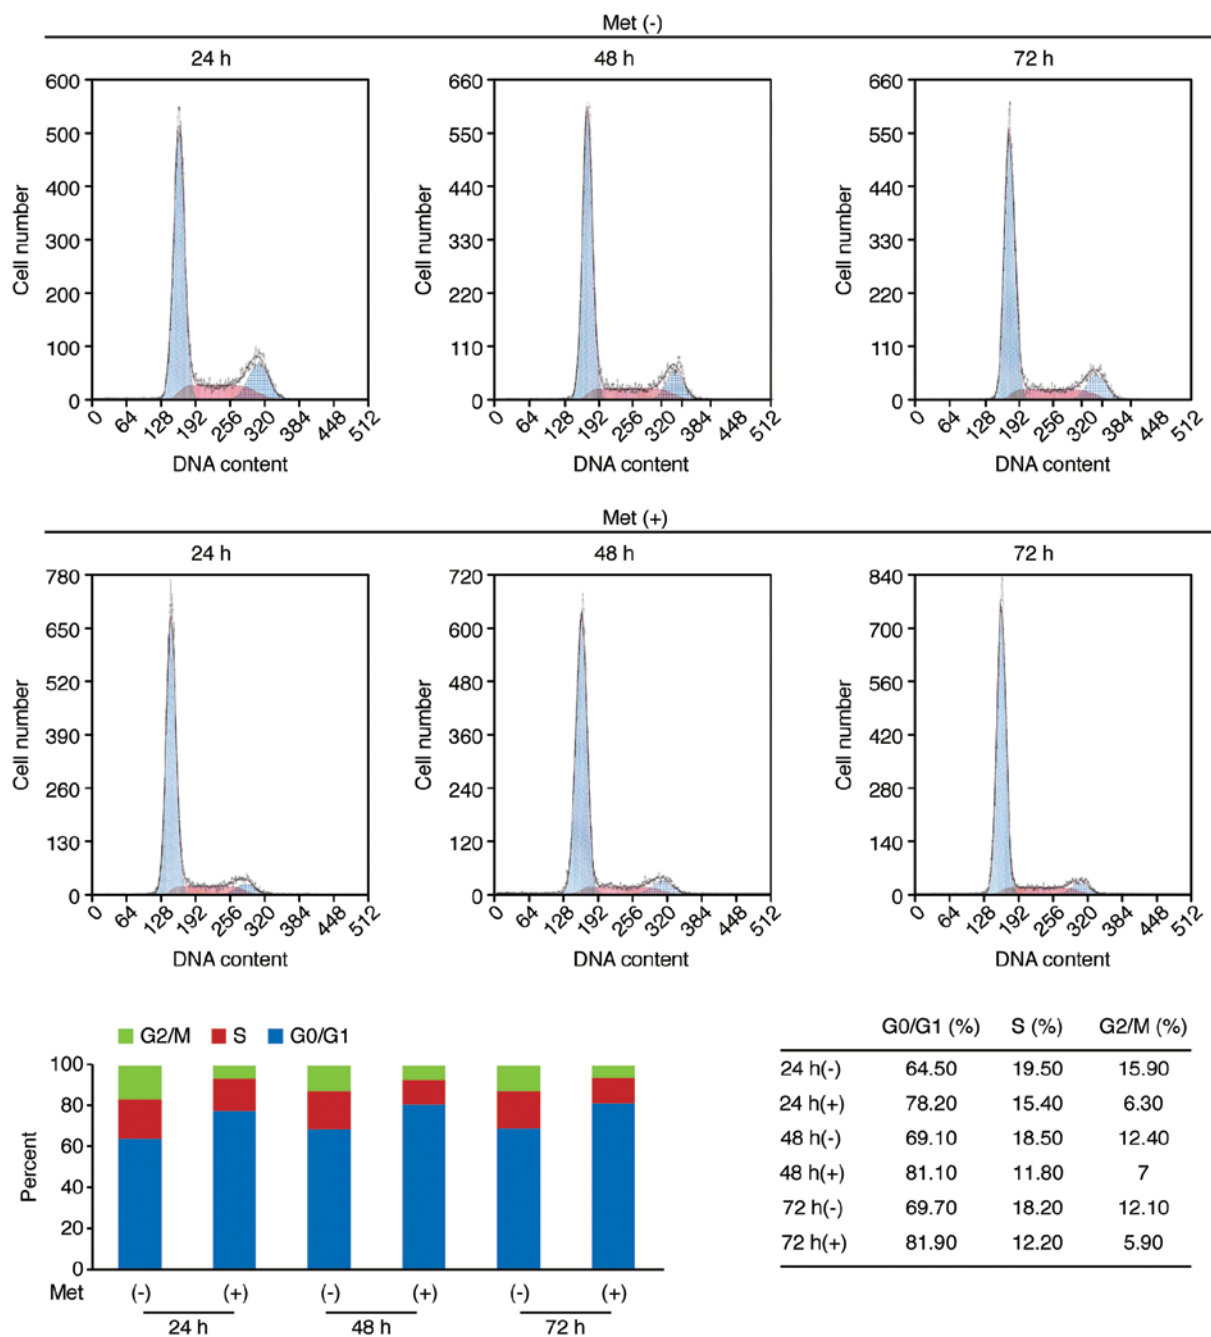 Met (-)
24 h
48 h
72 h
600
500
400
300
200
100
0
Cell number
0 64 128 192 256 320 384 448 512
DNA content
660
550
440
330
220
110
0
Cell number
0 64 128 192 256 320 384 448 512
DNA content
660
550
440
330
220
110
0
Cell number
0 64 128 192 256 320 384 448 512
DNA content
Met (+)
24 h
48 h
72 h
780
650
520
390
260
130
0
Cell number
0 64 128 192 256 320 384 448 512
DNA content
720
600
480
360
240
120
0
Cell number
0 64 128 192 256 320 384 448 512
DNA content
840
700
560
420
280
140
0
Cell number
0 64 128 192 256 320 384 448 512
DNA content
G2/M S G0/G1
100
80
60
40
20
0
Percent
Met (-) (+) (-) (+) (-) (+)
24 h 48 h 72 h
G0/G1 (%) S (%) G2/M (%)
24 h(-) 64.50 19.50 15.90
24 h(+) 78.20 15.40 6.30
48 h(-) 69.10 18.50 12.40
48 h(+) 81.10 11.80 7
72 h(-) 69.70 18.20 12.10
72 h(+) 81.90 12.20 5.90